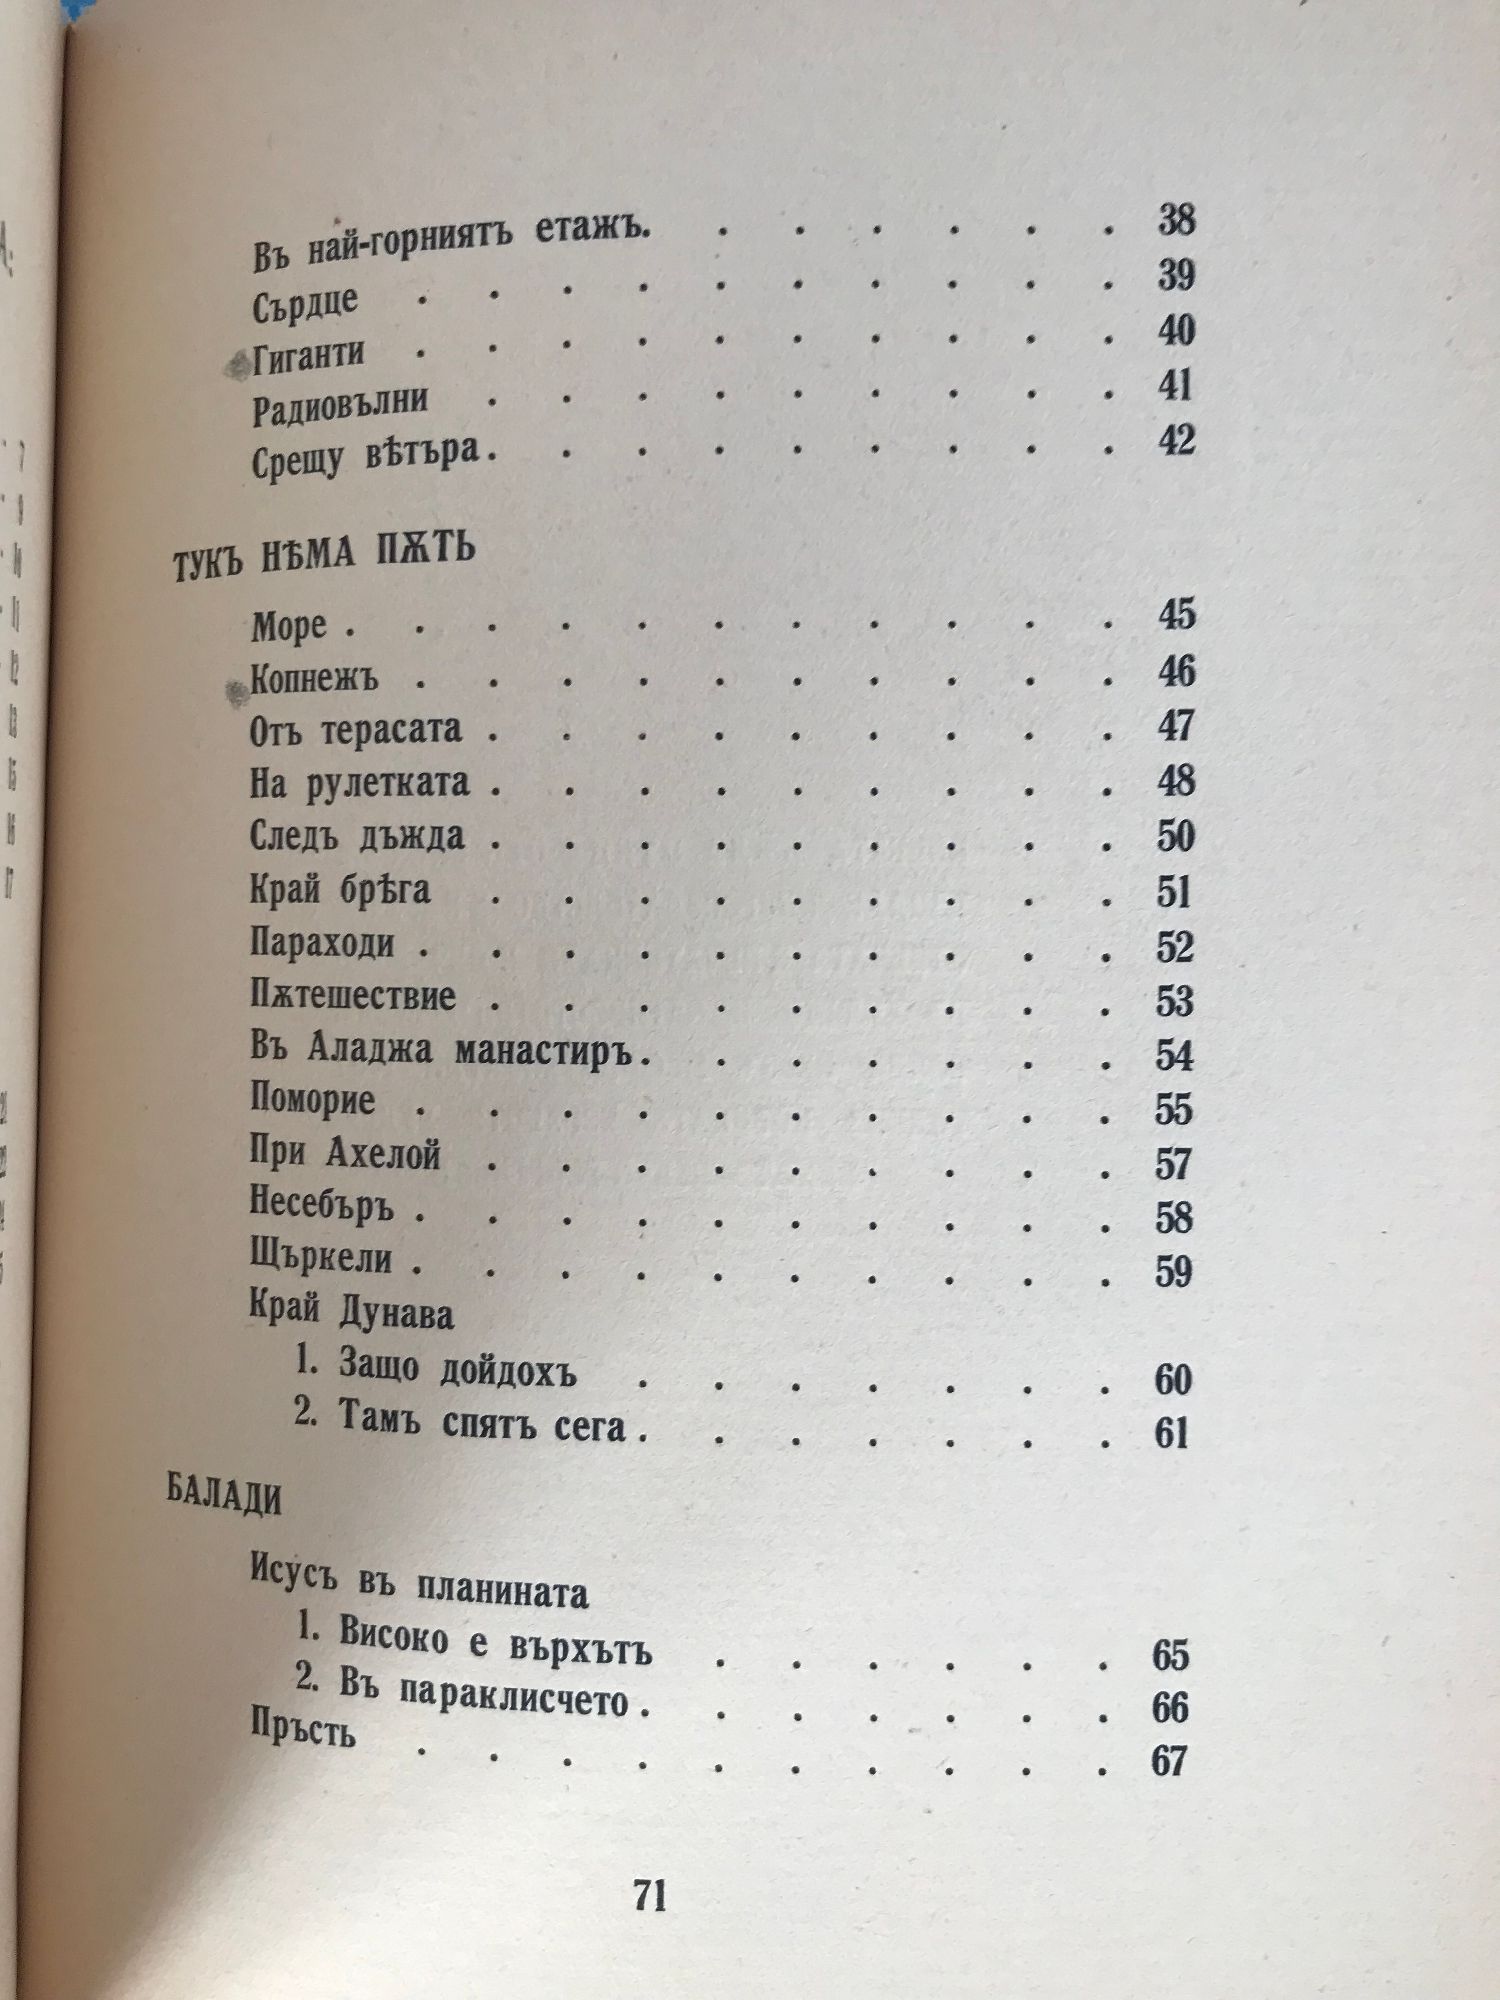 Въ най-горниятъ етажъ. . . . . . . 38
Сърдце . . . . . . . . . . 39
Гиганти . . . . . . . . . . 40
Радиовълни . . . . . . . . . 41
Срещу вѣтъра . . . . . . . . . 42
ТУКЪ НѢМА ПѪТЬ
Море . . . . . . . . . . . 45
Копнежъ . . . . . . . . . . 46
Отъ терасата . . . . . . . . . 47
На рулетката . . . . . . . . . 48
Следъ дъжда . . . . . . . . . 50
Край брѣга . . . . . . . . . 51
Параходи . . . . . . . . . . 52
Пѫтешествие . . . . . . . . . 53
Въ Аладжа манастиръ . . . . . . . 54
Поморие . . . . . . . . . . 55
При Ахелой . . . . . . . . . 57
Несебъръ . . . . . . . . . . 58
Щъркели . . . . . . . . . . 59
Край Дунава
1. Защо дойдохъ . . . . . . . 60
2. Тамъ спятъ сега . . . . . . . 61
БАЛАДИ
Исусъ въ планината
1. Високо е върхътъ . . . . . . 65
2. Въ параклисчето . . . . . . . 66
Пръсть . . . . . . . . . . 67
71